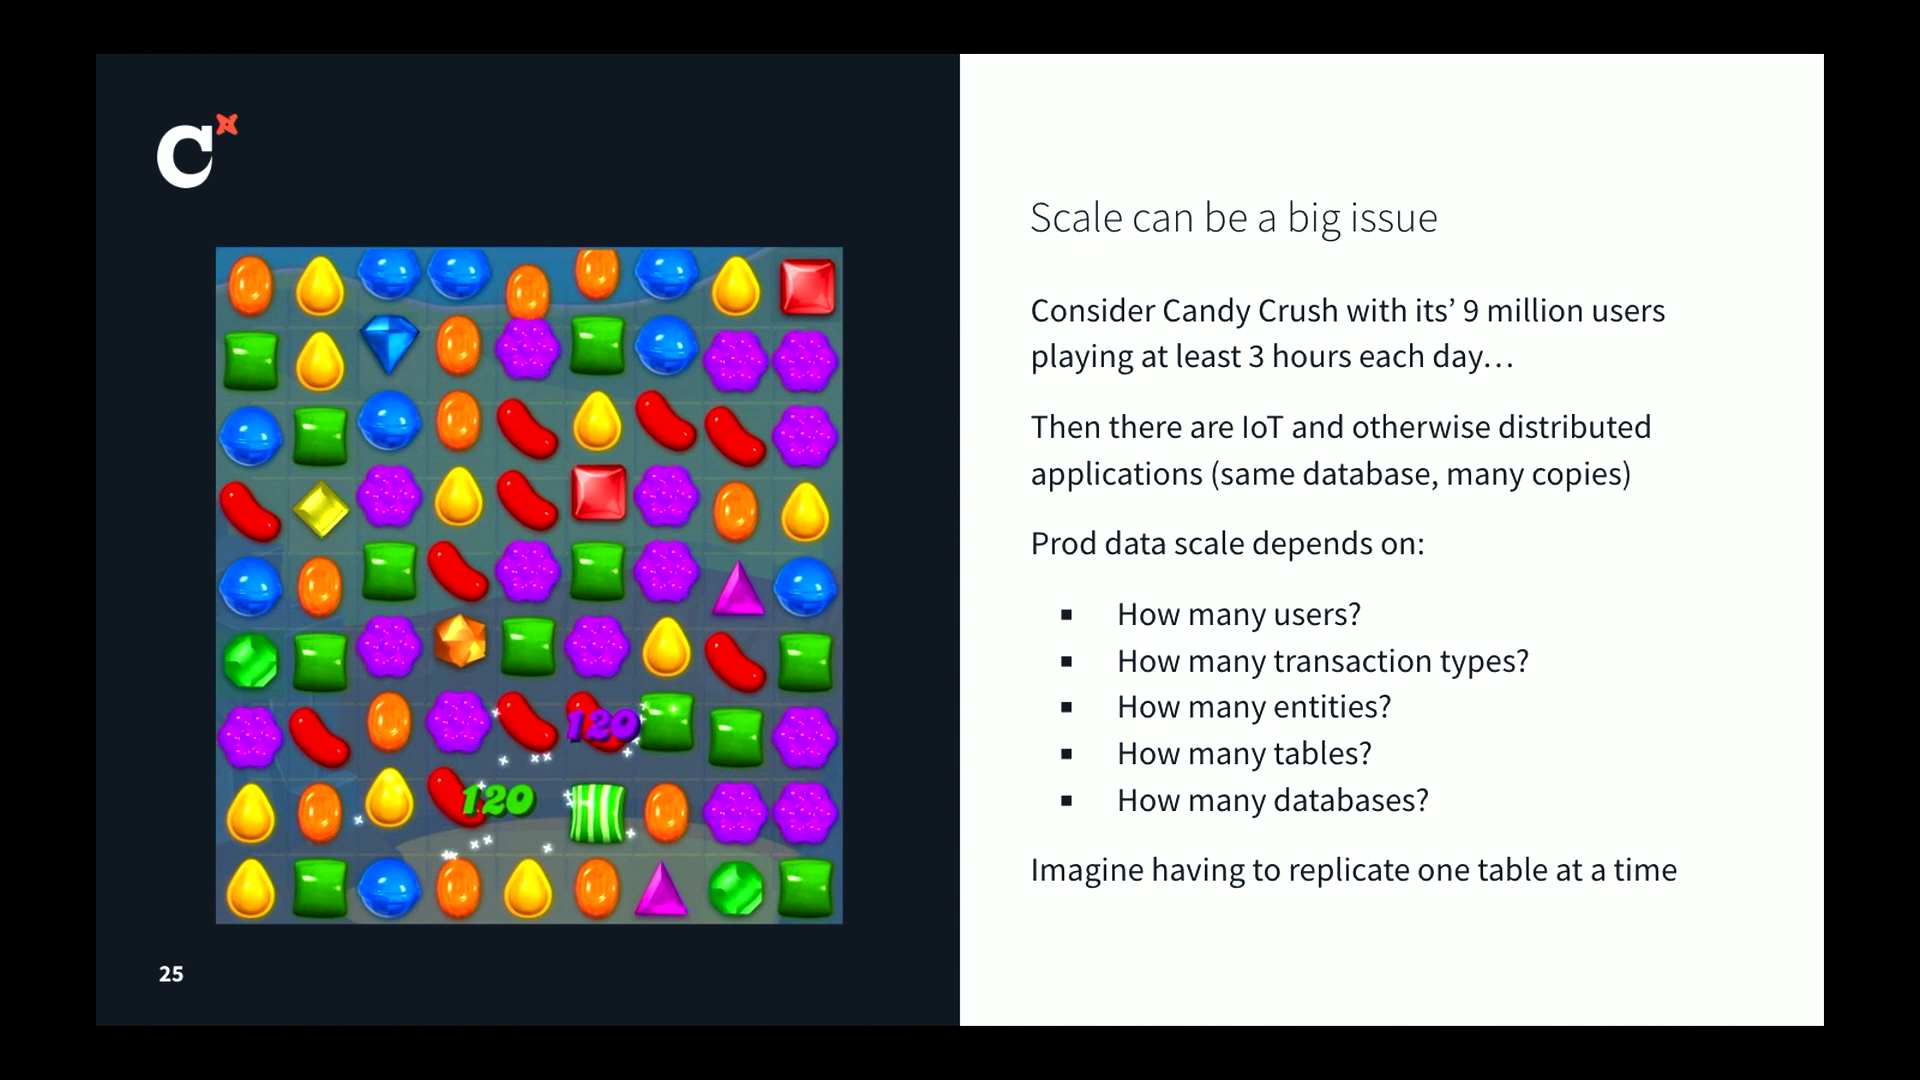 C
Scale can be a big issue
Consider Candy Crush with its’ 9 million users
playing at least 3 hours each day…
Then there are IoT and otherwise distributed
applications (same database, many copies)
Prod data scale depends on:
▪ How many users?
▪ How many transaction types?
▪ How many entities?
▪ How many tables?
▪ How many databases?
Imagine having to replicate one table at a time
120
120
25